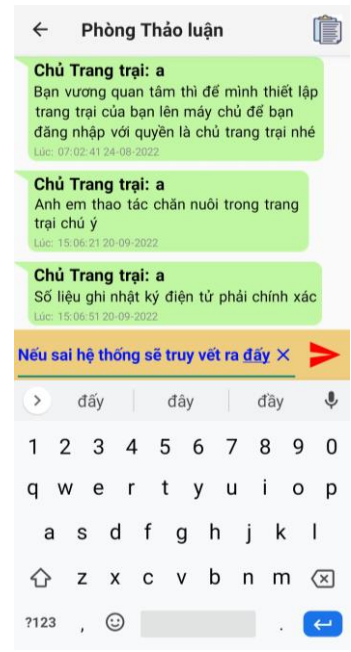 Phòng Thảo luận
Chủ Trang trại: a
Bạn vương quan tâm thì để mình thiết lập
trang trại của bạn lên máy chủ để bạn
đăng nhập với quyền là chủ trang trại nhé
Lúc: 07:02:41 24-08-2022
Chủ Trang trại: a
Anh em thao tác chăn nuôi trong trang
trại chú ý
Lúc: 15:06:21 20-09-2022
Chủ Trang trại: a
Số liệu ghi nhật ký điện tử phải chính xác
Lúc: 15:06:51 20-09-2022
Nếu sai hệ thống sẽ truy vết ra đấy
đấy đây đầy
1 2 3 4 5 6 7 8 9 0
q w e r t y u i o p
a s d f g h j k l
z x c v b n m
?123 , .